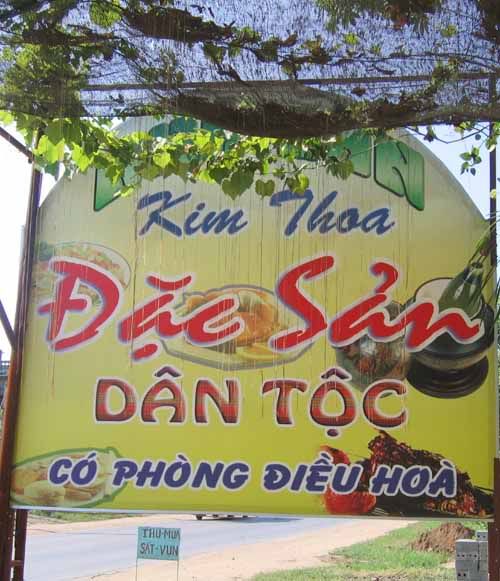 Kim Thoa
Đặc Sản
DÂN TỘC
CÓ PHÒNG ĐIỀU HOÀ
THU-MUA
SẮT-VỤN